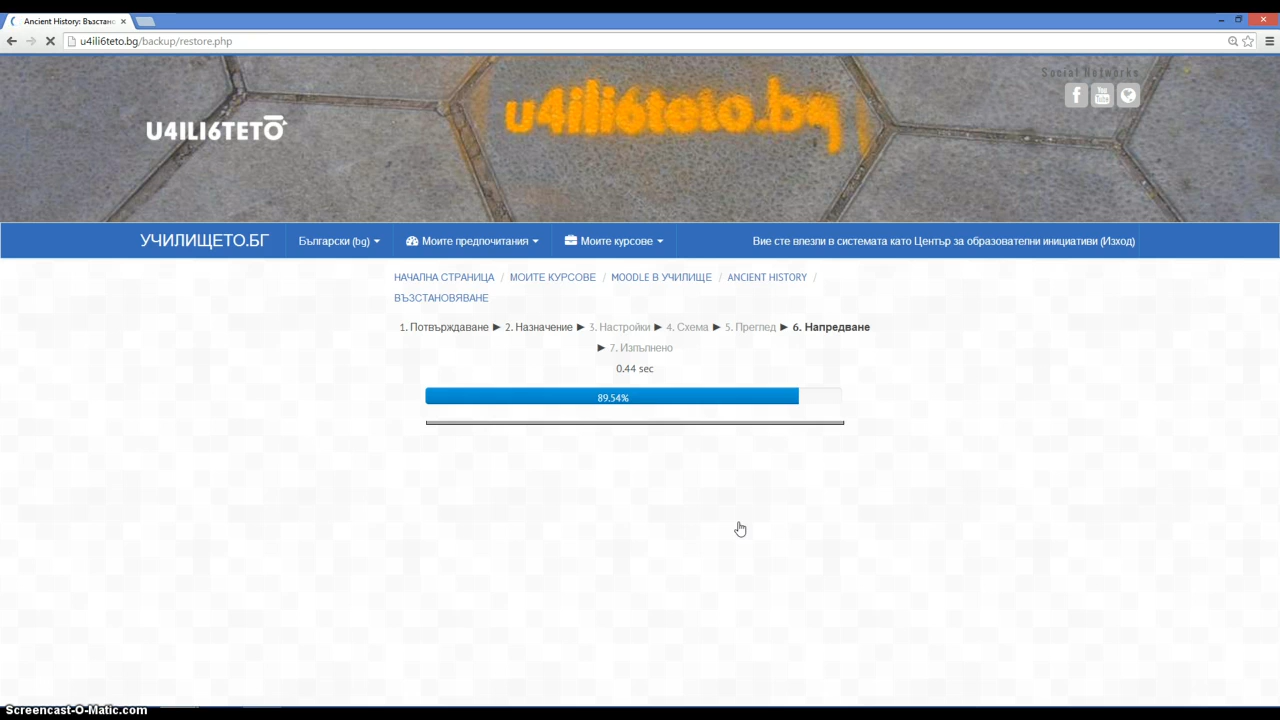 Ancient History: Възстано
u4ili6teto.bg/backup/restore.php
Social Networks
You Tube
u4ili6teto.bg
U4ILI6TETO
УЧИЛИЩЕТО.БГ Български (bg) Моите предпочитания Моите курсове Вие сте влезли в системата като Център за образователни инициативи (Изход)
НАЧАЛНА СТРАНИЦА / МОИТЕ КУРСОВЕ / MOODLE В УЧИЛИЩЕ / ANCIENT HISTORY /
ВЪЗСТАНОВЯВАНЕ
1. Потвърждаване ► 2. Назначение ► 3. Настройки ► 4. Схема ► 5. Преглед ► 6. Напредване
► 7. Изпълнено
0.44 sec
89.54%
Screencast-O-Matic.com